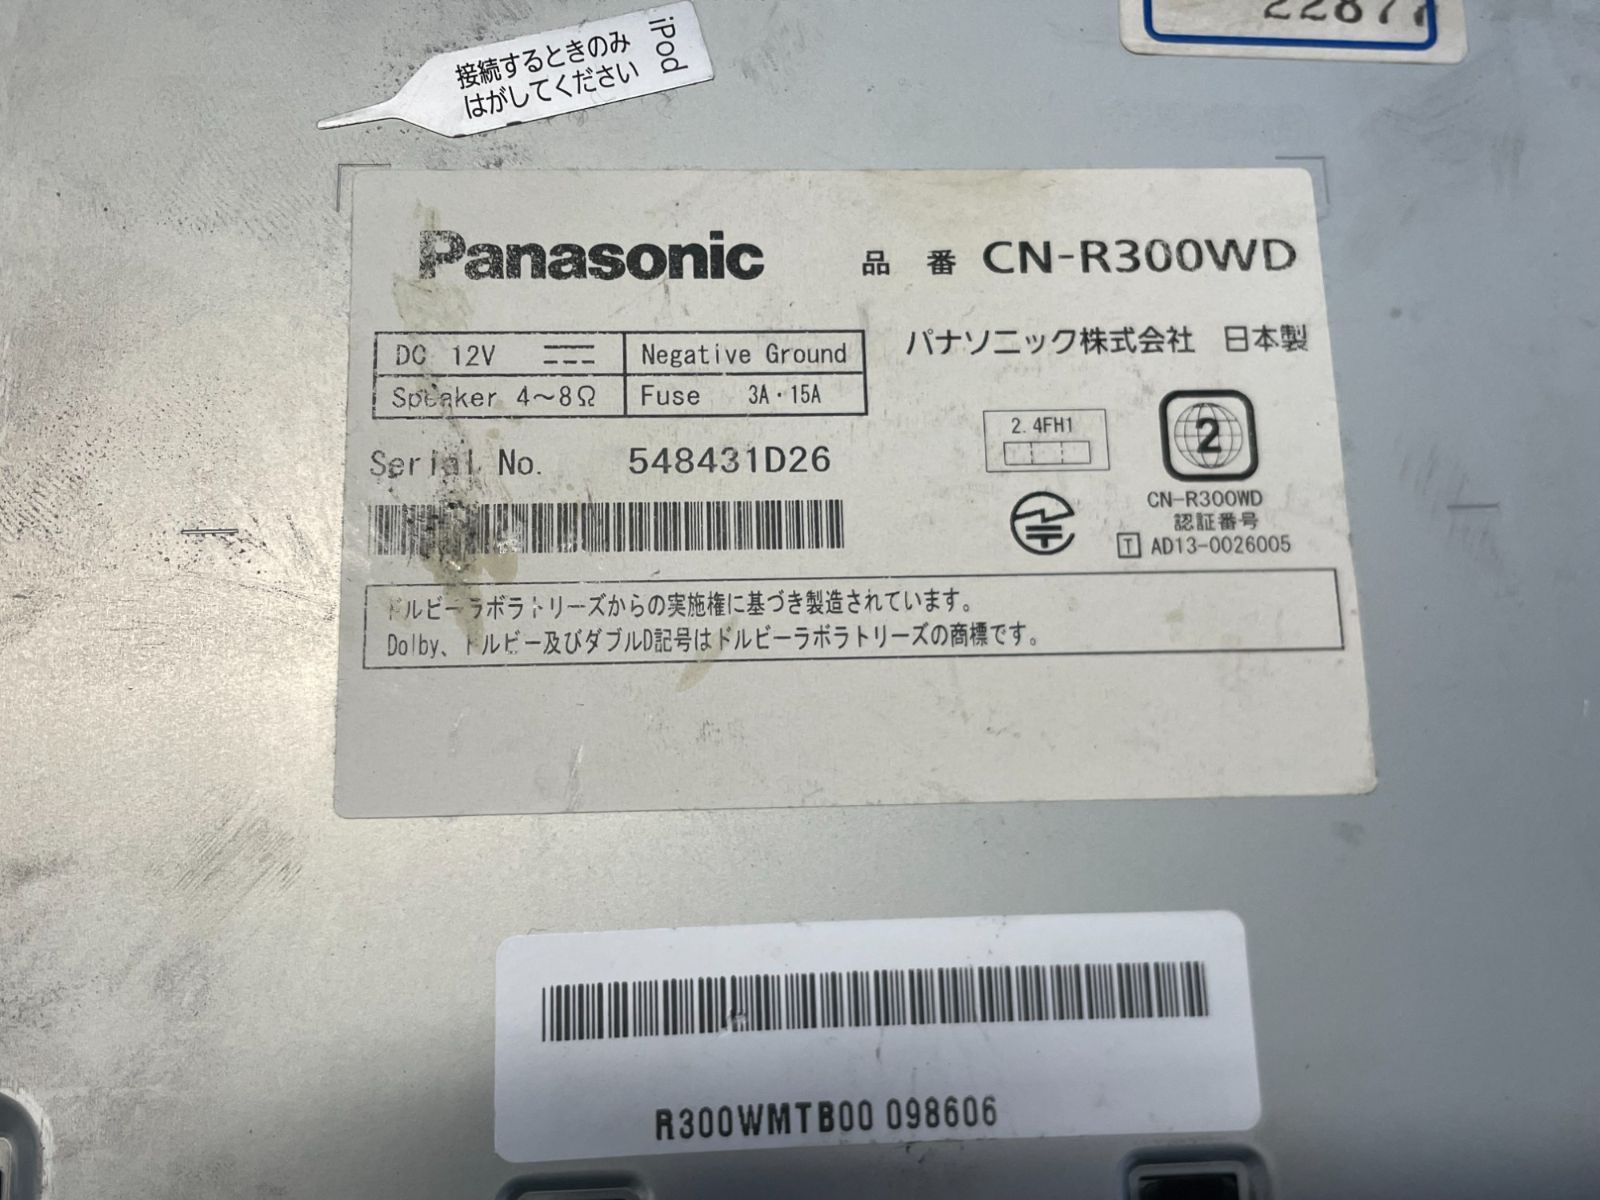 接続するときのみ
はがしてください
iPod
Panasonic
品番 CN-R300WD
DC 12V
Negative Ground
Speaker 4～8Ω
Fuse 3A・15A
パナソニック株式会社 日本製
2.4FH1
2
Serial No. 548431D26
CN-R300WD
認証番号
T AD13-0026005
ドルビーラボラトリーズからの実施権に基づき製造されています。
Dolby、ドルビー及びダブルD記号はドルビーラボラトリーズの商標です。
R300WMTB00 098606